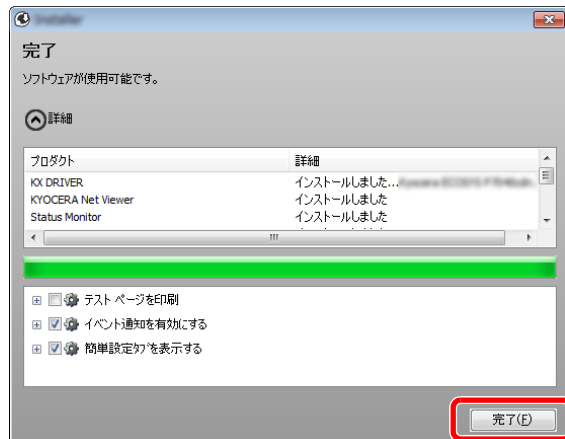 完了
ソフトウェアが使用可能です。
詳細
プロダクト 詳細
KX DRIVER インストールしました...
KYOCERA Net Viewer インストールしました
Status Monitor インストールしました
テスト ページを印刷
イベント通知を有効にする
簡単設定タブを表示する
完了(F)